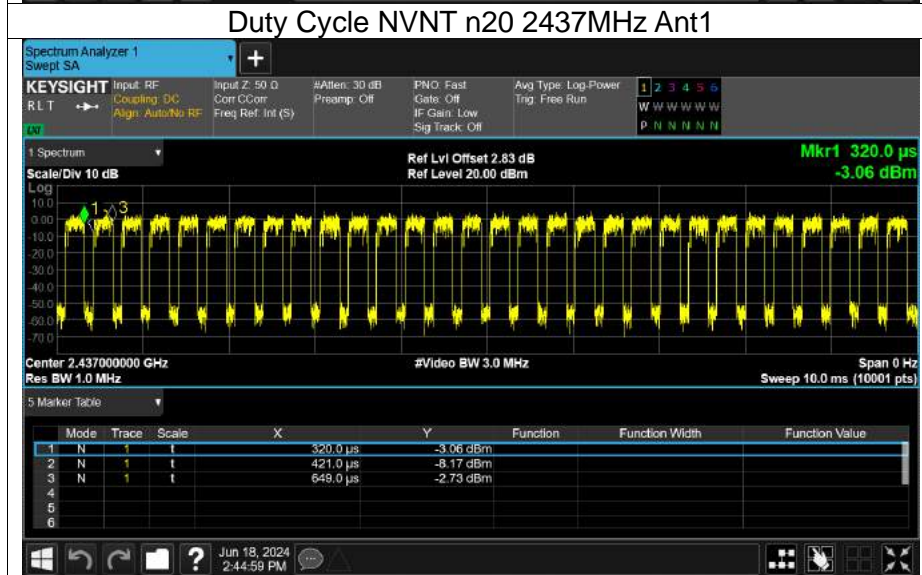 Duty Cycle NVNT n20 2437MHz Ant1
Spectrum Analyzer 1
Swept SA
+
KEYSIGHT Input: RF Input Z: 50 Ω #Atten: 30 dB PNO: Fast Avg Type: Log-Power 1 2 3 4 5 6
RLT Coupling: DC Corr CCorr Preamp: Off Gate: Off Trig: Free Run W W W W W W
Align: Auto/No RF Freq Ref: Int (S) IF Gain: Low
LXI Sig Track: Off P N N N N N
1 Spectrum Ref Lvl Offset 2.83 dB Mkr1 320.0 µs
Scale/Div 10 dB Ref Level 20.00 dBm -3.06 dBm
Log
10.0
0.00
-10.0
-20.0
-30.0
-40.0
-50.0
-60.0
-70.0
1 3
Center 2.437000000 GHz #Video BW 3.0 MHz Span 0 Hz
Res BW 1.0 MHz Sweep 10.0 ms (10001 pts)
5 Marker Table
Mode Trace Scale X Y Function Function Width Function Value
1 N 1 t 320.0 µs -3.06 dBm
2 N 1 t 421.0 µs -8.17 dBm
3 N 1 t 649.0 µs -2.73 dBm
4
5
6
? Jun 18, 2024
2:44:59 PM